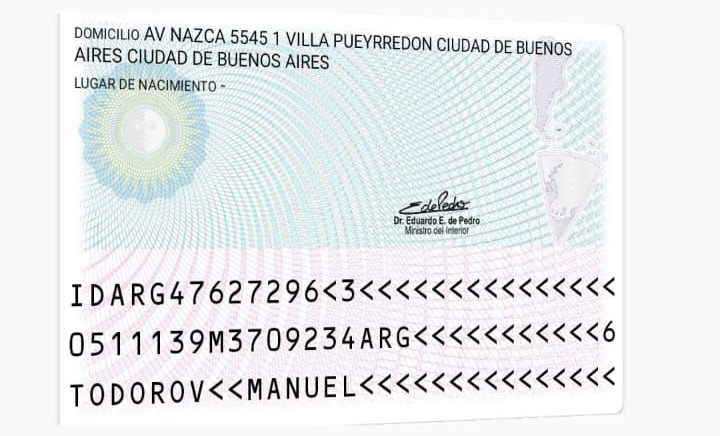 DOMICILIO AV NAZCA 5545 1 VILLA PUEYRREDON CIUDAD DE BUENOS
AIRES CIUDAD DE BUENOS AIRES
LUGAR DE NACIMIENTO -
EdePedro
Dr. Eduardo E. de Pedro
Ministro del Interior
IDARG47627296<3<<<<<<<<<<<<<<<
0511139M3709234ARG<<<<<<<<<<<6
TODOROV<<MANUEL<<<<<<<<<<<<<<<